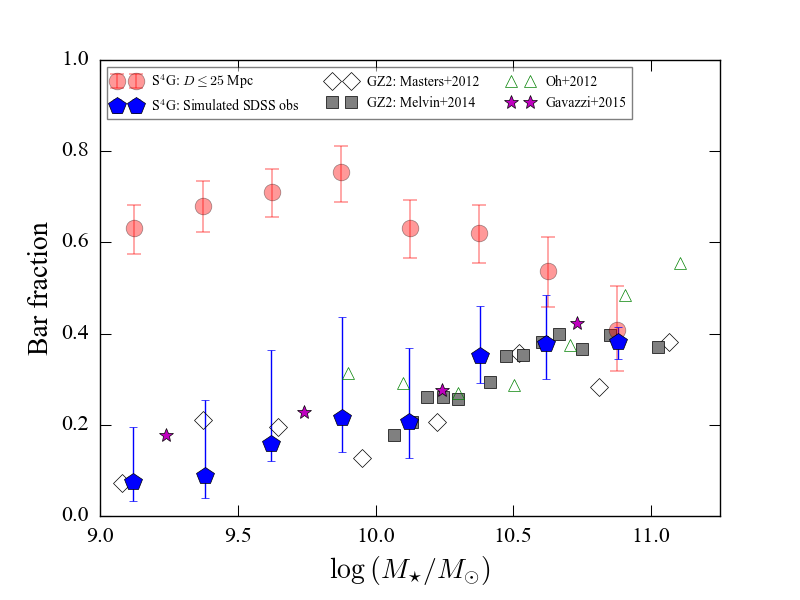 1.0
S⁴G: D ≤ 25 Mpc
GZ2: Masters+2012
Oh+2012
S⁴G: Simulated SDSS obs
GZ2: Melvin+2014
Gavazzi+2015
0.8
0.6
0.4
0.2
0.0
Bar fraction
9.0 9.5 10.0 10.5 11.0
log (M⋆/M⊙)